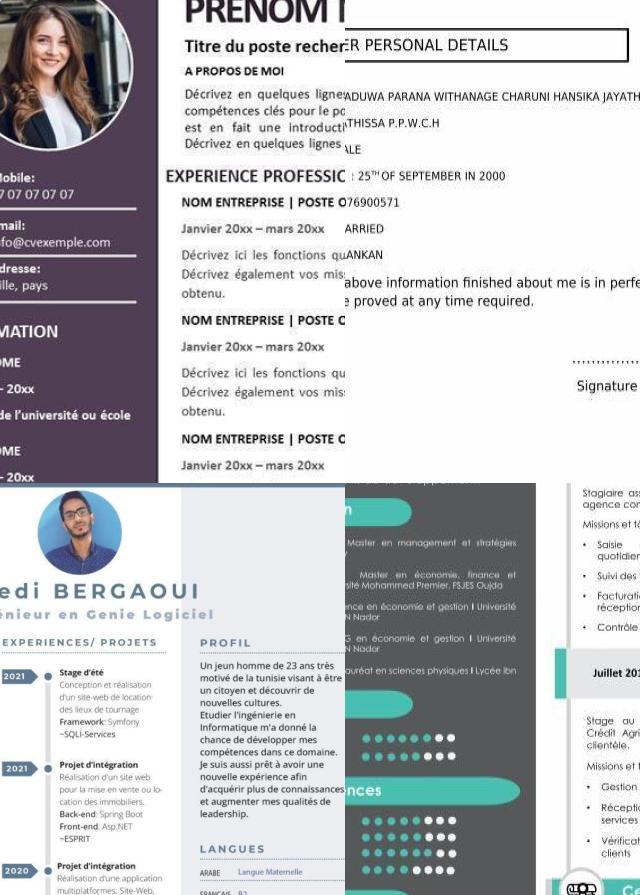 PRENOM
Titre du poste recher
A PROPOS DE MOI
Décrivez en quelques ligne
compétences clés pour le po
est en fait une introducti
Décrivez en quelques lignes
Mobile:
7 07 07 07 07
mail:
fo@cvexemple.com
dresse:
ille, pays
MATION
OME
- 20xx
de l'université ou école
OME
- 20xx
EXPERIENCE PROFESSIC
NOM ENTREPRISE | POSTE O
Janvier 20xx – mars 20xx
Décrivez ici les fonctions qu
Décrivez également vos mis
obtenu.
NOM ENTREPRISE | POSTE O
Janvier 20xx – mars 20xx
Décrivez ici les fonctions qu
Décrivez également vos mis
obtenu.
NOM ENTREPRISE | POSTE O
Janvier 20xx – mars 20xx
ER PERSONAL DETAILS
ADUWA PARANA WITHANAGE CHARUNI HANSIKA JAYATH
ATHISSA P.P.W.C.H
ALE
: 25TH OF SEPTEMBER IN 2000
76900571
ARRIED
ANKAN
above information finished about me is in perfe
e proved at any time required.
Signature
edi BERGAOUI
énieur en Genie Logiciel
EXPERIENCES/ PROJETS
2021
Stage d'été
Conception et réalisation
d'un site-web de location
des lieux de tournage
Framework: Symfony
~SQLI-Services
2021
Projet d'intégration
Réalisation d'un site web
pour la mise en vente ou lo-
cation des immobiliers.
Back-end: Spring Boot
Front-end: Asp.NET
~ESPRIT
2020
Projet d'intégration
Réalisation d'une application
multiplatformes. Site-Web,
PROFIL
Un jeune homme de 23 ans très
motivé de la tunisie visant à être
un citoyen et découvrir de
nouvelles cultures.
Etudier l'ingénierie en
Informatique m'a donné la
chance de développer mes
compétences dans ce domaine.
Je suis aussi prêt à avoir une
nouvelle expérience afin
d'acquérir plus de connaissances
et augmenter mes qualités de
leadership.
LANGUES
ARABE Langue Maternelle
FRANÇAIS B2
n
Master en management et stratégies
Master en économie, finance et
sité Mohammed Premier, FSJES Oujda
nce en économie et gestion I Université
N Nador
G en économie et gestion I Université
N Nador
auréat en sciences physiques I Lycée Ibn
nces
Stagiaire ass
agence con
Missions et tâ
• Saisie
quotidien
• Suivi des
• Facturati
réception
• Contrôle
Juillet 201
Stage au
Crédit Agri
clientèle.
Missions et t
• Gestion
• Réceptio
services
• Vérificat
clients
Co